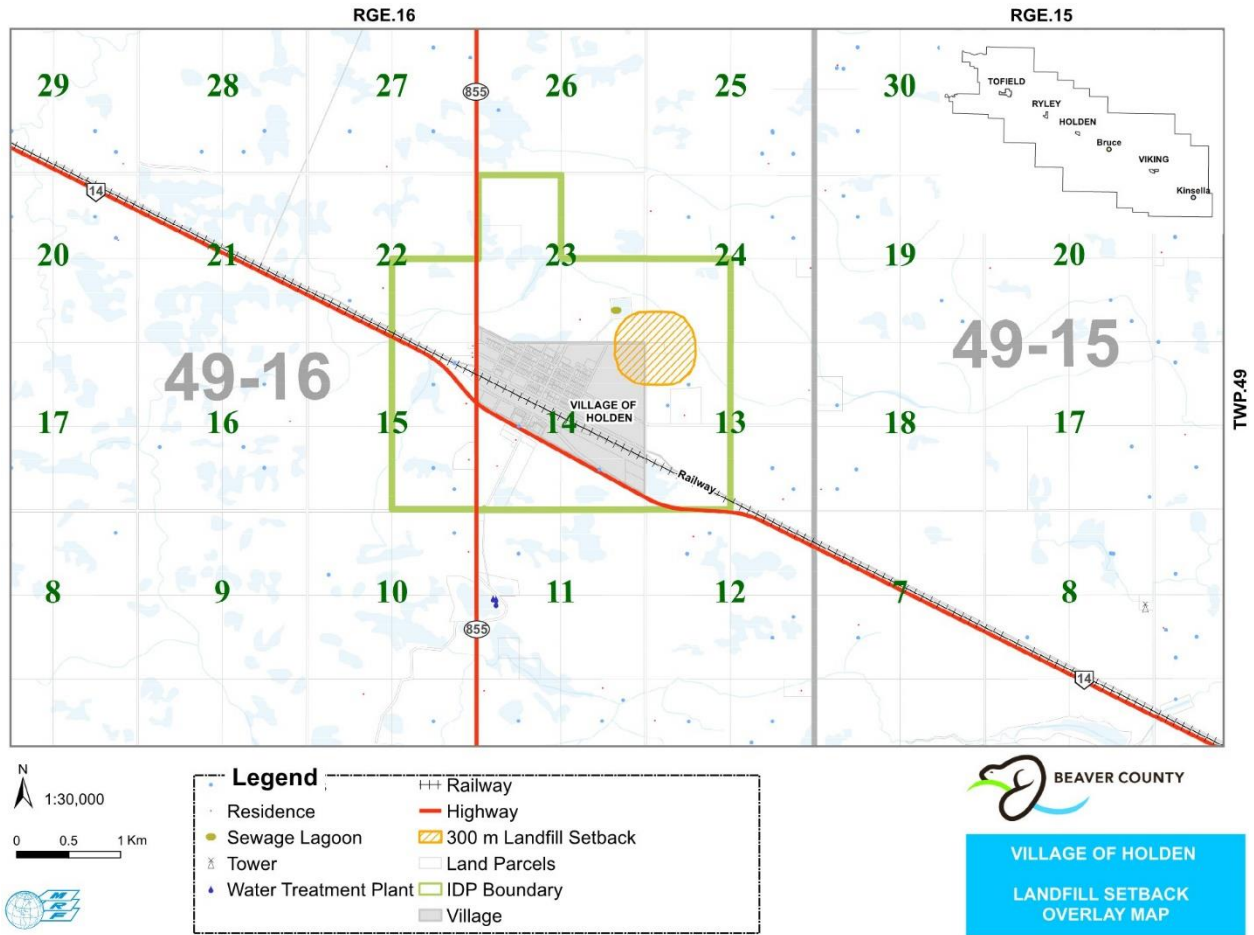 RGE.16 RGE.15
29 28 27 855 26 25 30
TOFIELD
RYLEY
HOLDEN
Bruce
VIKING
Kinsella
14
20 21 22 23 24 19 20
49-16 49-15
TWP.49
VILLAGE OF
HOLDEN
17 16 15 14 13 18 17
Railway
8 9 10 11 12 7 8
855
14
N
1:30,000
0 0.5 1 Km
MRF
Legend
Residence
Sewage Lagoon
Tower
Water Treatment Plant
Railway
Highway
300 m Landfill Setback
Land Parcels
IDP Boundary
Village
BEAVER COUNTY
VILLAGE OF HOLDEN
LANDFILL SETBACK
OVERLAY MAP